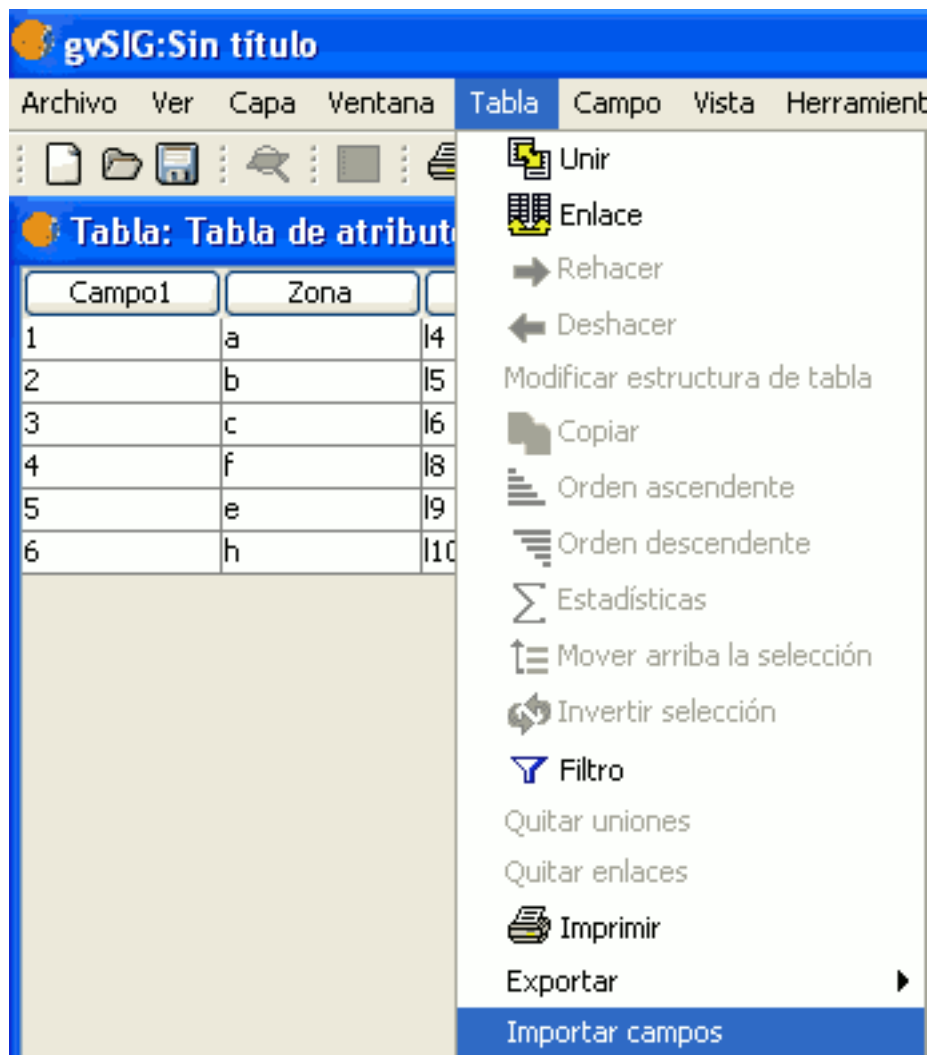 gvSIG:Sin título
Archivo Ver Capa Ventana Tabla Campo Vista
Unir
Enlace
Rehacer
Deshacer
Modificar estructura de tabla
Copiar
Orden ascendente
Orden descendente
Estadísticas
Mover arriba la selección
Invertir selección
Filtro
Quitar uniones
Quitar enlaces
Imprimir
Exportar
Importar campos
Tabla: Tabla de
Campo1 Zona
1 a l4
2 b l5
3 c l6
4 f l8
5 e l9
6 h l10